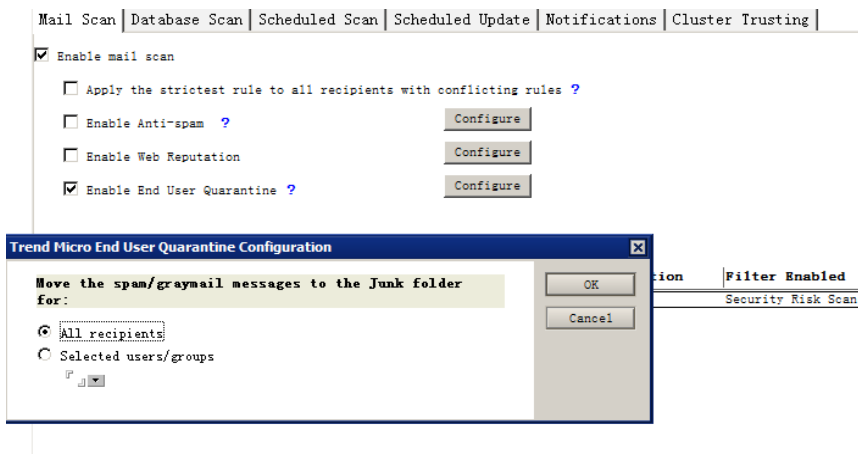 Mail Scan Database Scan Scheduled Scan Scheduled Update Notifications Cluster Trusting
Enable mail scan
Apply the strictest rule to all recipients with conflicting rules ?
Enable Anti-spam ? Configure
Enable Web Reputation Configure
Enable End User Quarantine ? Configure
Trend Micro End User Quarantine Configuration
Move the spam/graymail messages to the Junk folder
for:
All recipients
Selected users/groups
OK
Cancel
tion Filter Enabled
Security Risk Scan